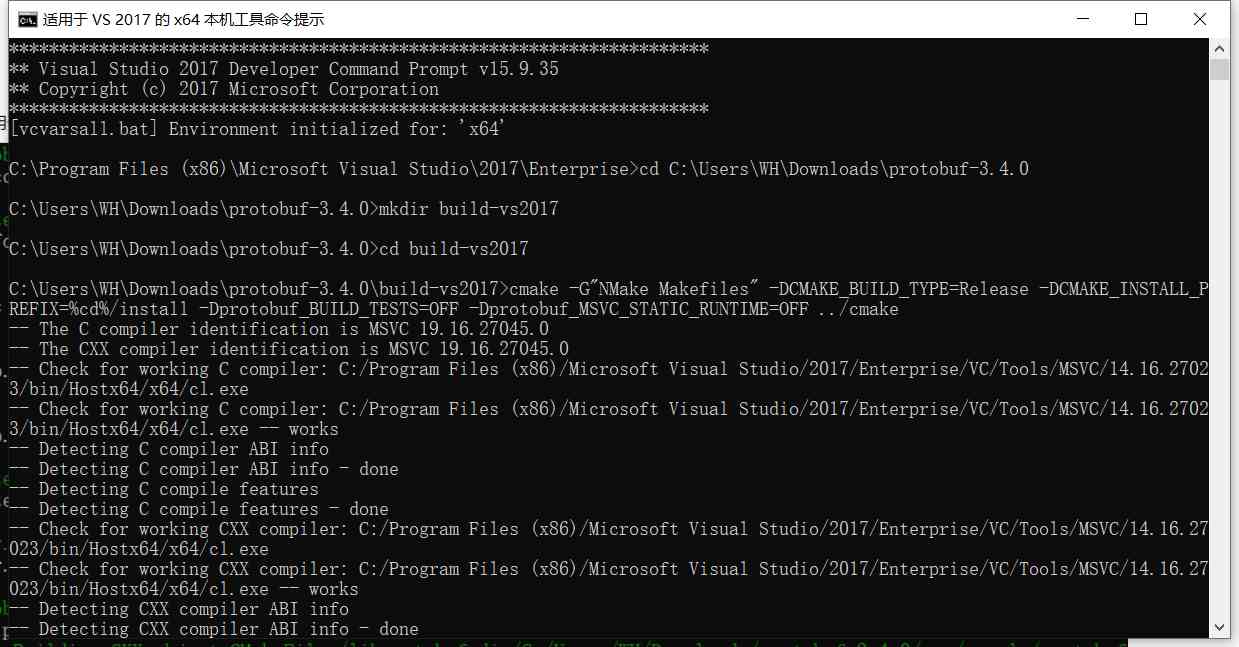 适用于 VS 2017 的 x64 本机工具命令提示
**********************************************************************
** Visual Studio 2017 Developer Command Prompt v15.9.35
** Copyright (c) 2017 Microsoft Corporation
**********************************************************************
[vcvarsall.bat] Environment initialized for: 'x64'
C:\Program Files (x86)\Microsoft Visual Studio\2017\Enterprise>cd C:\Users\WH\Downloads\protobuf-3.4.0
C:\Users\WH\Downloads\protobuf-3.4.0>mkdir build-vs2017
C:\Users\WH\Downloads\protobuf-3.4.0>cd build-vs2017
C:\Users\WH\Downloads\protobuf-3.4.0\build-vs2017>cmake -G"NMake Makefiles" -DCMAKE_BUILD_TYPE=Release -DCMAKE_INSTALL_P
REFIX=%cd%/install -Dprotobuf_BUILD_TESTS=OFF -Dprotobuf_MSVC_STATIC_RUNTIME=OFF ../cmake
-- The C compiler identification is MSVC 19.16.27045.0
-- The CXX compiler identification is MSVC 19.16.27045.0
-- Check for working C compiler: C:/Program Files (x86)/Microsoft Visual Studio/2017/Enterprise/VC/Tools/MSVC/14.16.2702
3/bin/Hostx64/x64/cl.exe
-- Check for working C compiler: C:/Program Files (x86)/Microsoft Visual Studio/2017/Enterprise/VC/Tools/MSVC/14.16.2702
3/bin/Hostx64/x64/cl.exe -- works
-- Detecting C compiler ABI info
-- Detecting C compiler ABI info - done
-- Detecting C compile features
-- Detecting C compile features - done
-- Check for working CXX compiler: C:/Program Files (x86)/Microsoft Visual Studio/2017/Enterprise/VC/Tools/MSVC/14.16.27
023/bin/Hostx64/x64/cl.exe
-- Check for working CXX compiler: C:/Program Files (x86)/Microsoft Visual Studio/2017/Enterprise/VC/Tools/MSVC/14.16.27
023/bin/Hostx64/x64/cl.exe -- works
-- Detecting CXX compiler ABI info
-- Detecting CXX compiler ABI info - done